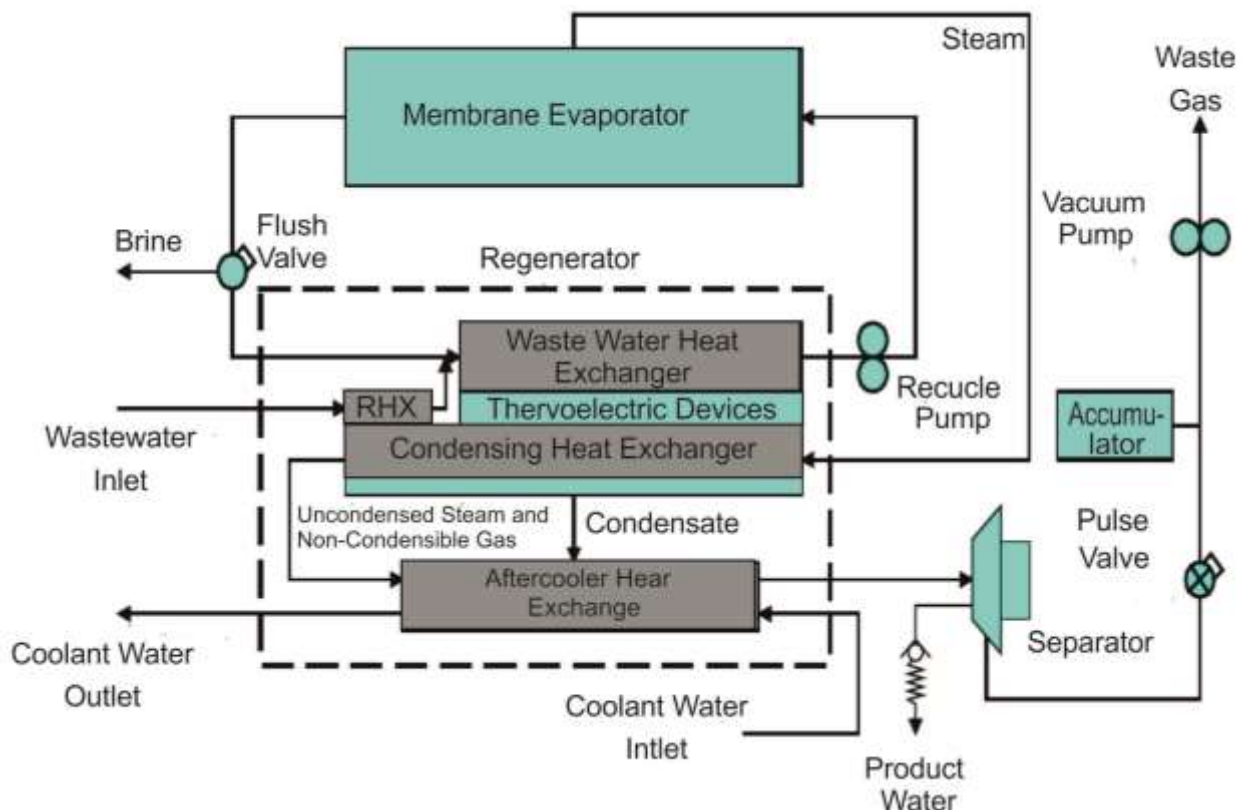 Steam
Waste
Gas
Membrane Evaporator
Vacuum
Pump
Flush
Valve
Brine
Regenerator
Waste Water Heat
Exchanger
Recucle
Pump
RHX
Thervoelectric Devices
Wastewater
Inlet
Condensing Heat Exchanger
Accumu-
lator
Uncondensed Steam and
Non-Condensible Gas
Condensate
Pulse
Valve
Aftercooler Hear
Exchange
Separator
Coolant Water
Outlet
Coolant Water
Intlet
Product
Water